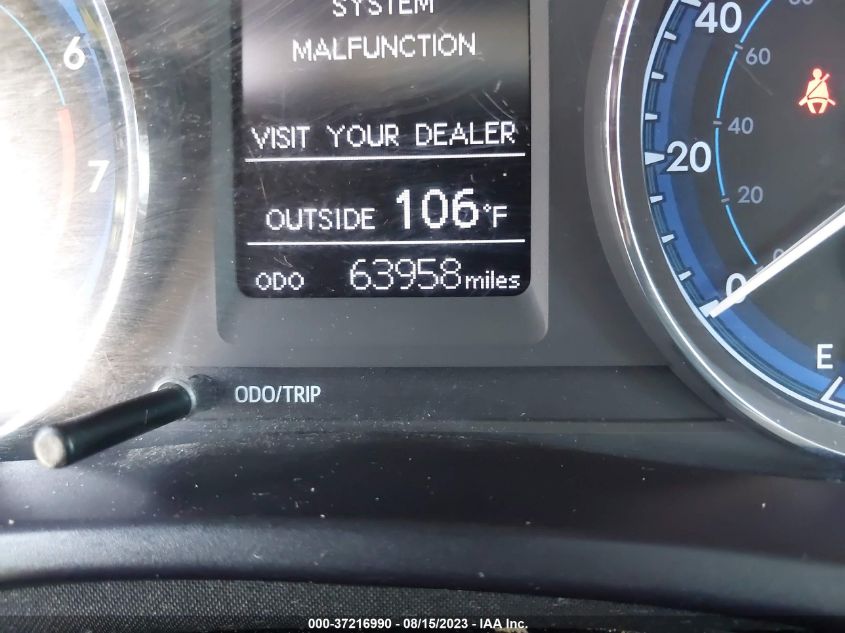 SYSTEM
MALFUNCTION
VISIT YOUR DEALER
OUTSIDE 106°F
ODO 63958 miles
6
7
40
20
0
60
40
20
0
E
ODO/TRIP
000-37216990 - 08/15/2023 - IAA Inc.